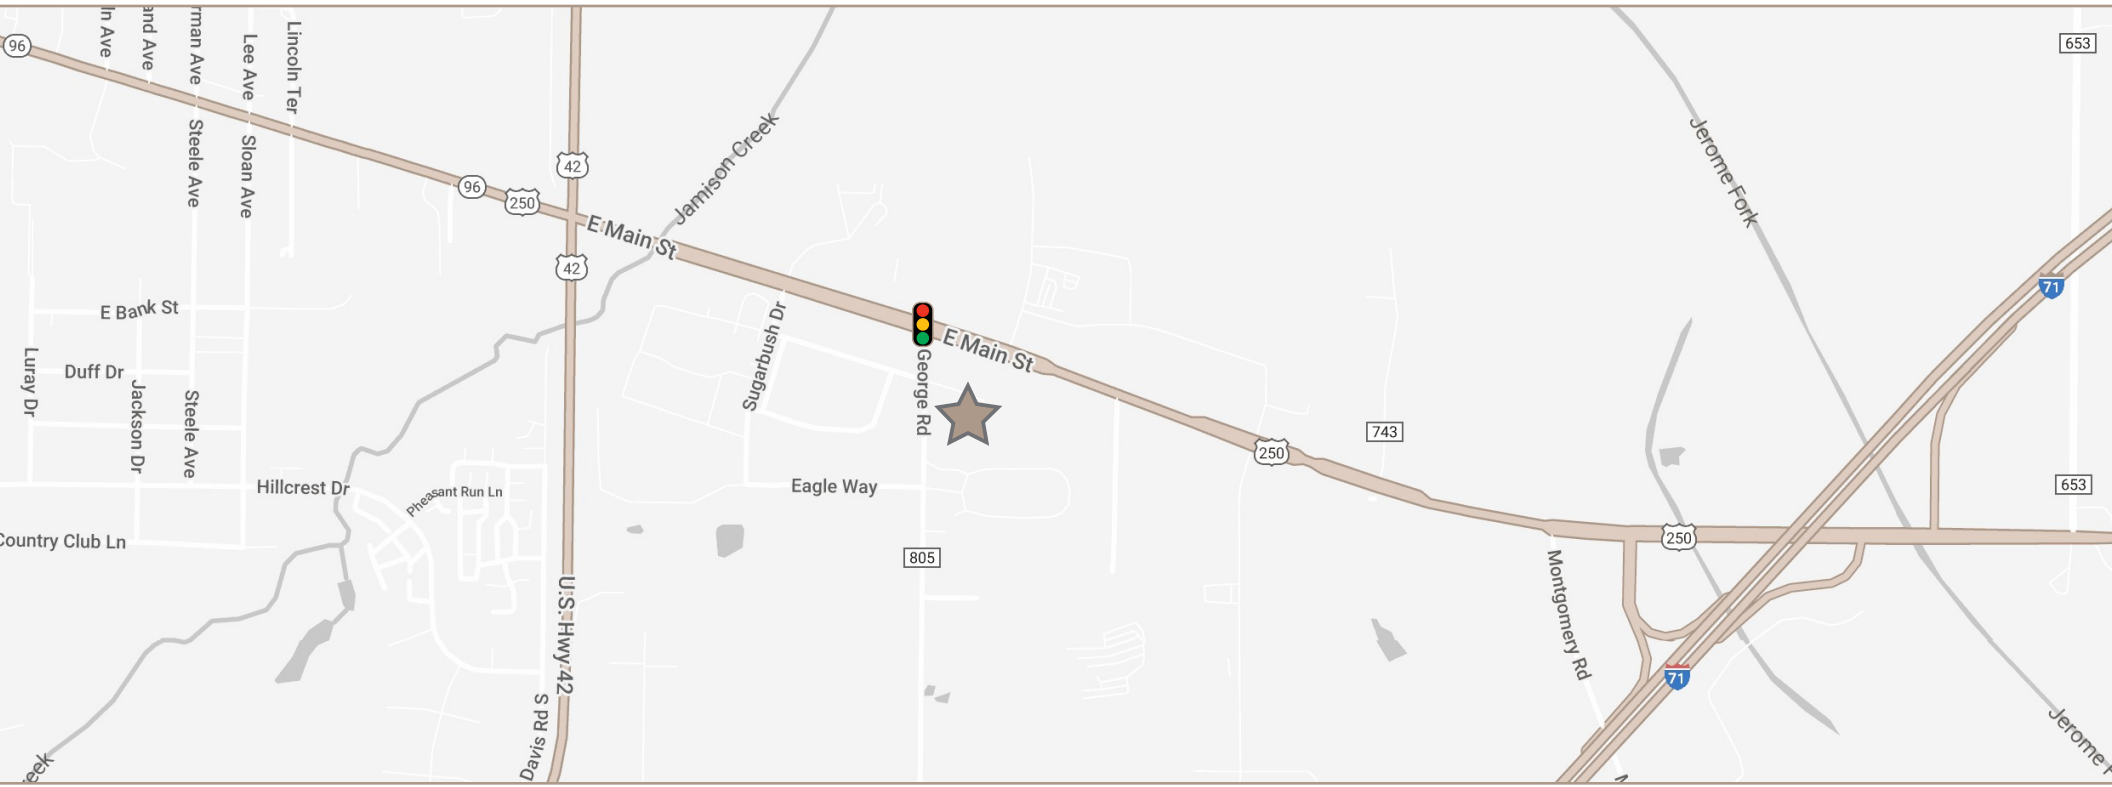 ln Ave
and Ave
rman Ave
Lee Ave
Lincoln Ter
96
653
Steele Ave
Sloan Ave
42
Jamison Creek
Jerome Fork
96
250
E Main St
42
71
E Bank St
Sugarbush Dr
E Main St
George Rd
Luray Dr
Duff Dr
Jackson Dr
Steele Ave
743
250
Hillcrest Dr
Pheasant Run Ln
Eagle Way
653
Country Club Ln
805
250
Montgomery Rd
U.S. Hwy 42
71
Davis Rd S
Jerome F
eek